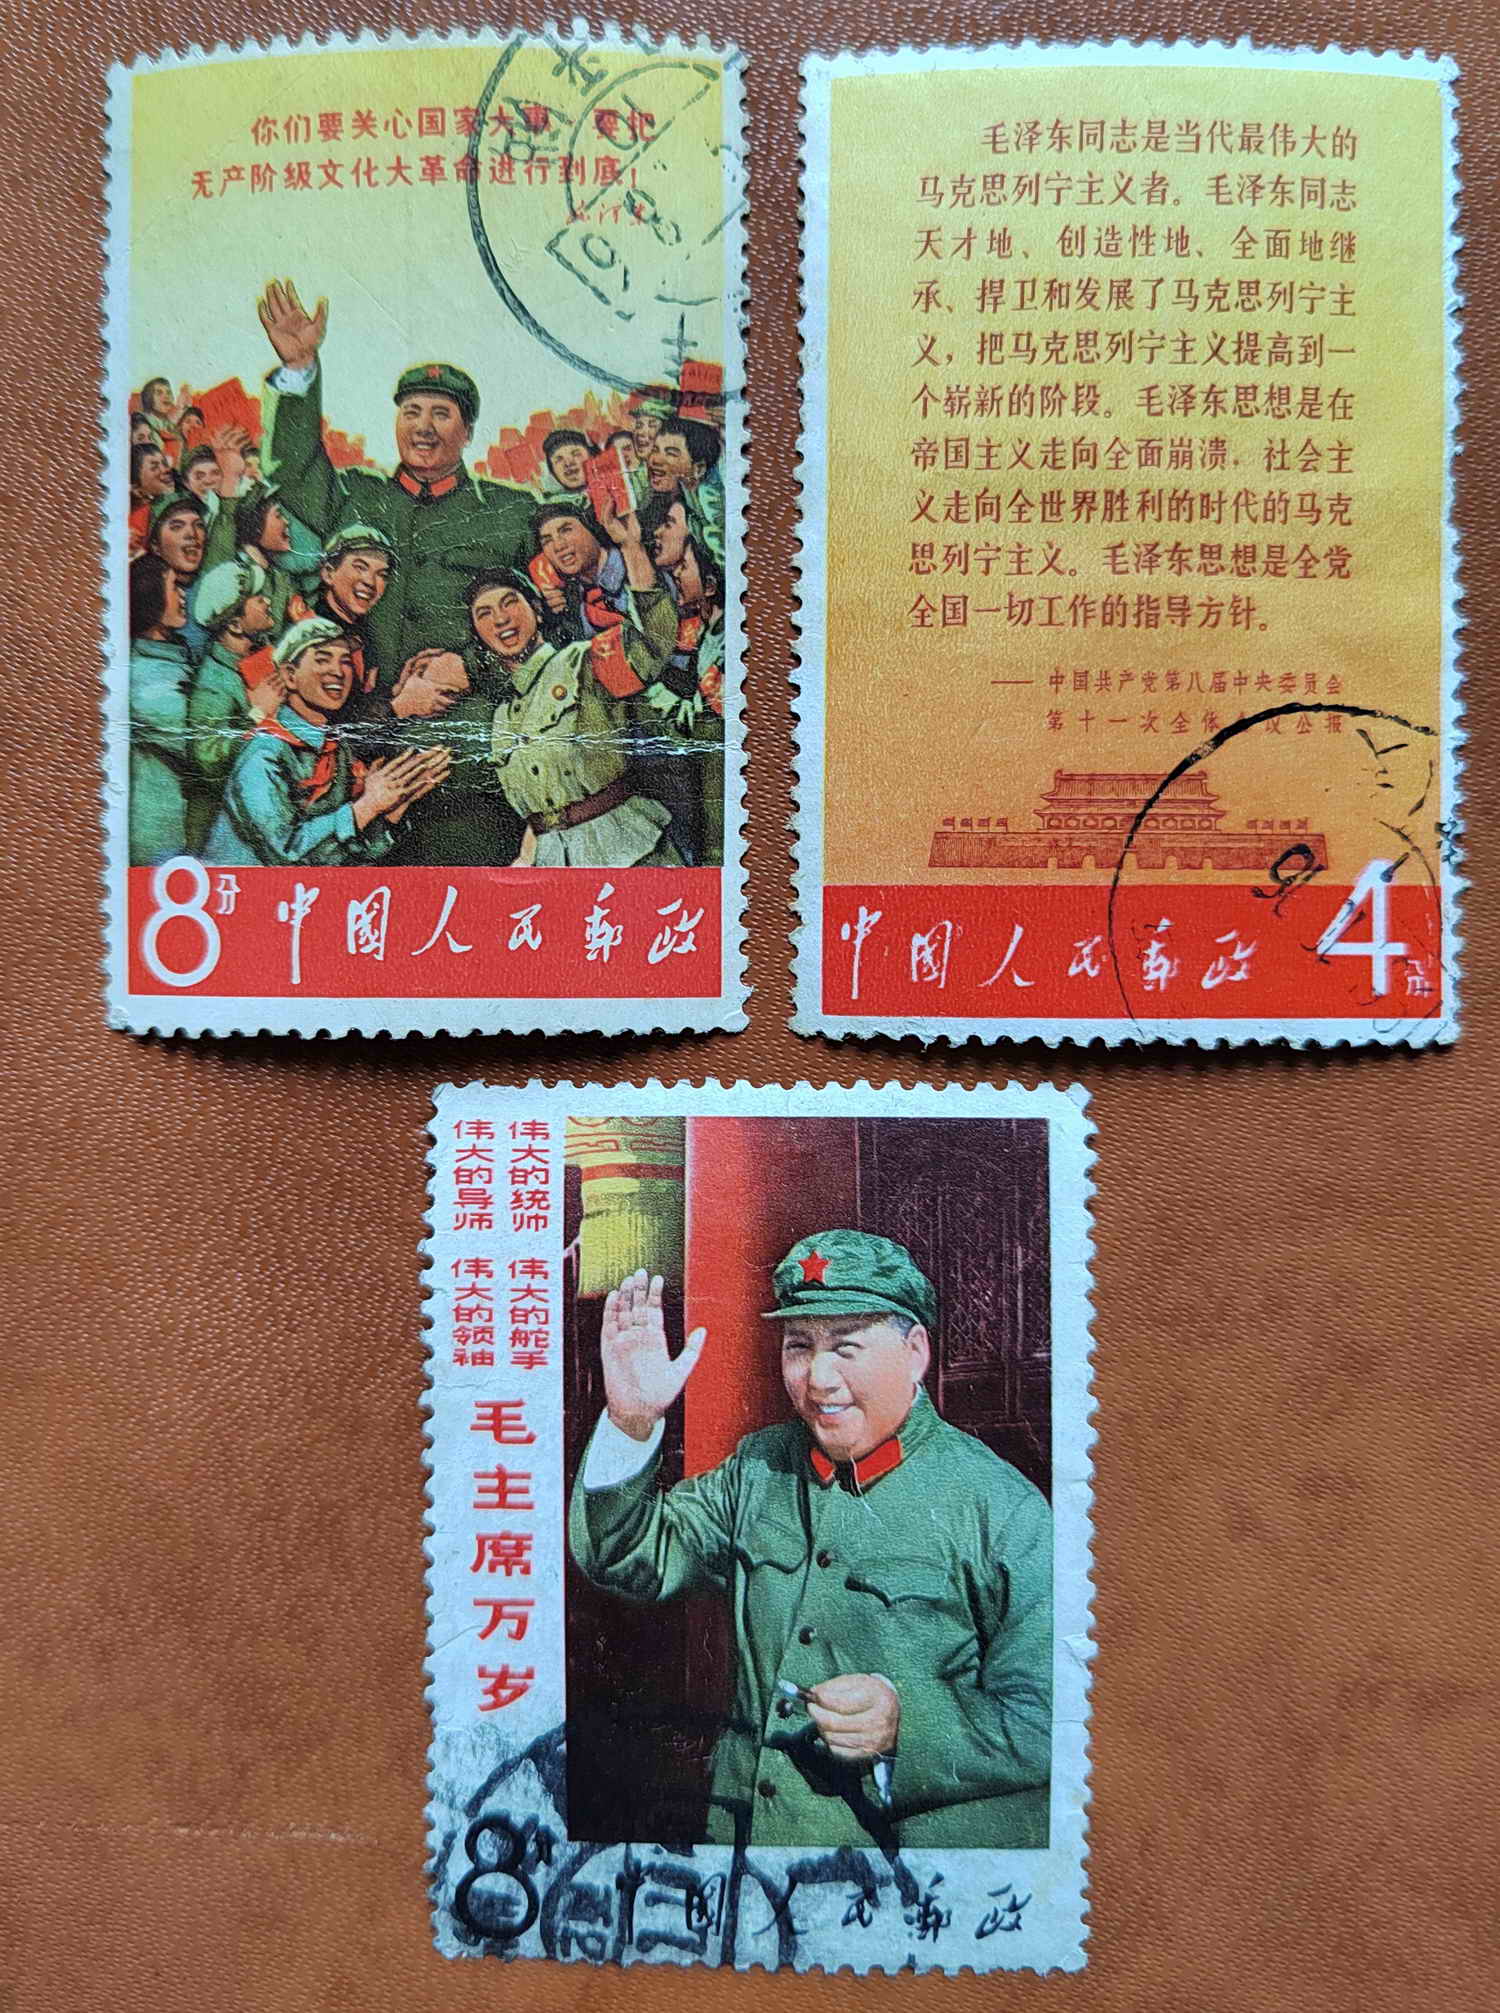 你们要关心国家大事，要把
无产阶级文化大革命进行到底！
毛泽东
8分 中国人民邮政
毛泽东同志是当代最伟大的
马克思列宁主义者。毛泽东同志
天才地、创造性地、全面地继
承、捍卫和发展了马克思列宁主
义，把马克思列宁主义提高到一
个崭新的阶段。毛泽东思想是在
帝国主义走向全面崩溃，社会主
义走向全世界胜利的时代的马克
思列宁主义。毛泽东思想是全党
全国一切工作的指导方针。
——中国共产党第八届中央委员会
第十一次全体会议公报
中国人民邮政 4分
伟大的导师
伟大的领袖
伟大的统帅
伟大的舵手
毛主席万岁
8分 中国人民邮政